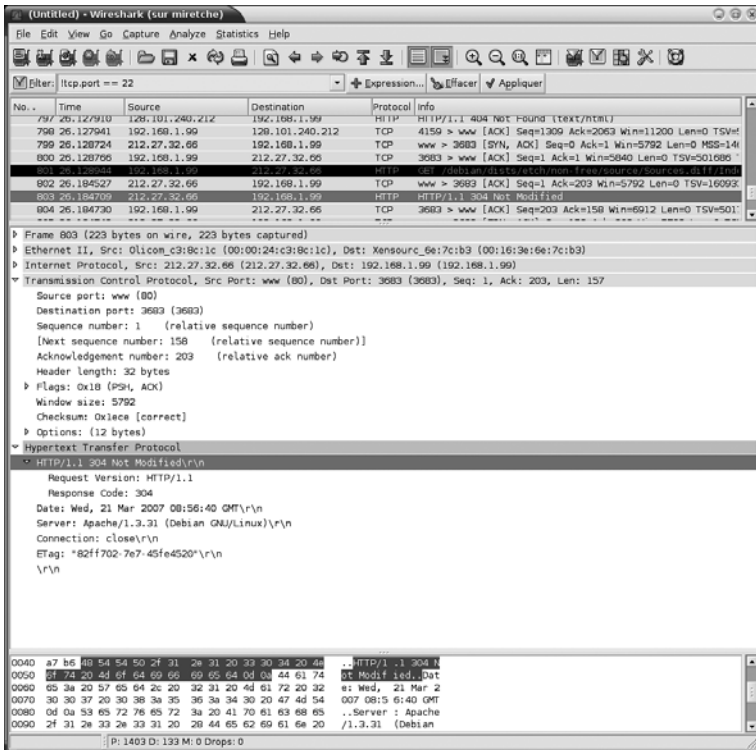 (Untitled) - Wireshark (sur miretche)
File Edit View Go Capture Analyze Statistics Help
Filter: !tcp.port == 22 Expression... Effacer Appliquer
No. . Time Source Destination Protocol Info
797 26.127910 128.101.240.212 192.168.1.99 HTTP HTTP/1.1 404 Not Found (text/html)
798 26.127941 192.168.1.99 128.101.240.212 TCP 4159 > www [ACK] Seq=1309 Ack=2063 Win=11200 Len=0 TSV=
799 26.128724 212.27.32.66 192.168.1.99 TCP www > 3683 [SYN, ACK] Seq=0 Ack=1 Win=5792 Len=0 MSS=14
800 26.128766 192.168.1.99 212.27.32.66 TCP 3683 > www [ACK] Seq=1 Ack=1 Win=5840 Len=0 TSV=501686
801 26.128944 192.168.1.99 212.27.32.66 HTTP GET /debian/dists/etch/non-free/source/Sources.diff/Ind
802 26.184527 212.27.32.66 192.168.1.99 TCP www > 3683 [ACK] Seq=1 Ack=203 Win=5792 Len=0 TSV=16093
803 26.184709 212.27.32.66 192.168.1.99 HTTP HTTP/1.1 304 Not Modified
804 26.184730 192.168.1.99 212.27.32.66 TCP 3683 > www [ACK] Seq=203 Ack=158 Win=6912 Len=0 TSV=501
Frame 803 (223 bytes on wire, 223 bytes captured)
Ethernet II, Src: Olicom_c3:8c:1c (00:00:24:c3:8c:1c), Dst: Xensourc_6e:7c:b3 (00:16:3e:6e:7c:b3)
Internet Protocol, Src: 212.27.32.66 (212.27.32.66), Dst: 192.168.1.99 (192.168.1.99)
Transmission Control Protocol, Src Port: www (80), Dst Port: 3683 (3683), Seq: 1, Ack: 203, Len: 157
Source port: www (80)
Destination port: 3683 (3683)
Sequence number: 1 (relative sequence number)
[Next sequence number: 158 (relative sequence number)]
Acknowledgement number: 203 (relative ack number)
Header length: 32 bytes
Flags: 0x18 (PSH, ACK)
Window size: 5792
Checksum: 0x1ece [correct]
Options: (12 bytes)
Hypertext Transfer Protocol
HTTP/1.1 304 Not Modified\r\n
Request Version: HTTP/1.1
Response Code: 304
Date: Wed, 21 Mar 2007 08:56:40 GMT\r\n
Server: Apache/1.3.31 (Debian GNU/Linux)\r\n
Connection: close\r\n
ETag: "82ff702-7e7-45fe4520"\r\n
\r\n
0040 a7 b6 48 54 54 50 2f 31 2e 31 20 33 30 34 20 4e ..HTTP/1 .1 304 N
0050 6f 74 20 4d 6f 64 69 66 69 65 64 0d 0a 44 61 74 ot Modif ied..Dat
0060 65 3a 20 57 65 64 2c 20 32 31 20 4d 61 72 20 32 e: Wed, 21 Mar 2
0070 30 30 37 20 30 38 3a 35 36 3a 34 30 20 47 4d 54 007 08:5 6:40 GMT
0080 0d 0a 53 65 72 76 65 72 3a 20 41 70 61 63 68 65 ..Server : Apache
0090 2f 31 2e 33 2e 33 31 20 28 44 65 62 69 61 6e 20 /1.3.31 (Debian
P: 1403 D: 133 M: 0 Drops: 0